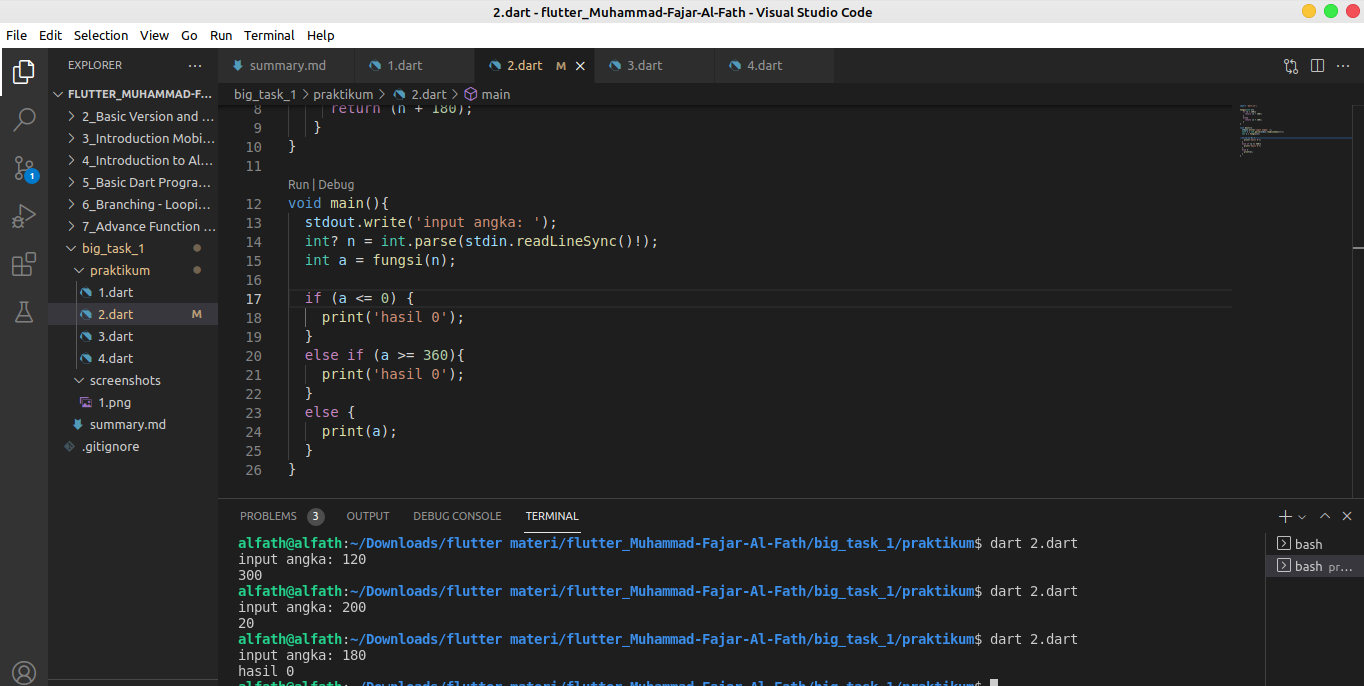 2.dart - flutter_Muhammad-Fajar-Al-Fath - Visual Studio Code
File Edit Selection View Go Run Terminal Help
EXPLORER ...
FLUTTER_MUHAMMAD-F...
2_Basic Version and ...
3_Introduction Mobi...
4_Introduction to Al...
5_Basic Dart Progra...
6_Branching - Loopi...
7_Advance Function ...
big_task_1
praktikum
1.dart
2.dart M
3.dart
4.dart
screenshots
1.png
summary.md
.gitignore
1
summary.md 1.dart 2.dart M 3.dart 4.dart
big_task_1 > praktikum > 2.dart > main
8 return (n + 180);
9 }
10 }
11
Run | Debug
12 void main(){
13 stdout.write('input angka: ');
14 int? n = int.parse(stdin.readLineSync()!);
15 int a = fungsi(n);
16
17 if (a <= 0) {
18 print('hasil 0');
19 }
20 else if (a >= 360){
21 print('hasil 0');
22 }
23 else {
24 print(a);
25 }
26 }
PROBLEMS 3 OUTPUT DEBUG CONSOLE TERMINAL
alfath@alfath:~/Downloads/flutter materi/flutter_Muhammad-Fajar-Al-Fath/big_task_1/praktikum$ dart 2.dart
input angka: 120
300
alfath@alfath:~/Downloads/flutter materi/flutter_Muhammad-Fajar-Al-Fath/big_task_1/praktikum$ dart 2.dart
input angka: 200
20
alfath@alfath:~/Downloads/flutter materi/flutter_Muhammad-Fajar-Al-Fath/big_task_1/praktikum$ dart 2.dart
input angka: 180
hasil 0
alfath@alfath:~/Downloads/flutter materi/flutter_Muhammad-Fajar-Al-Fath/big_task_1/praktikum$
bash
bash pr...